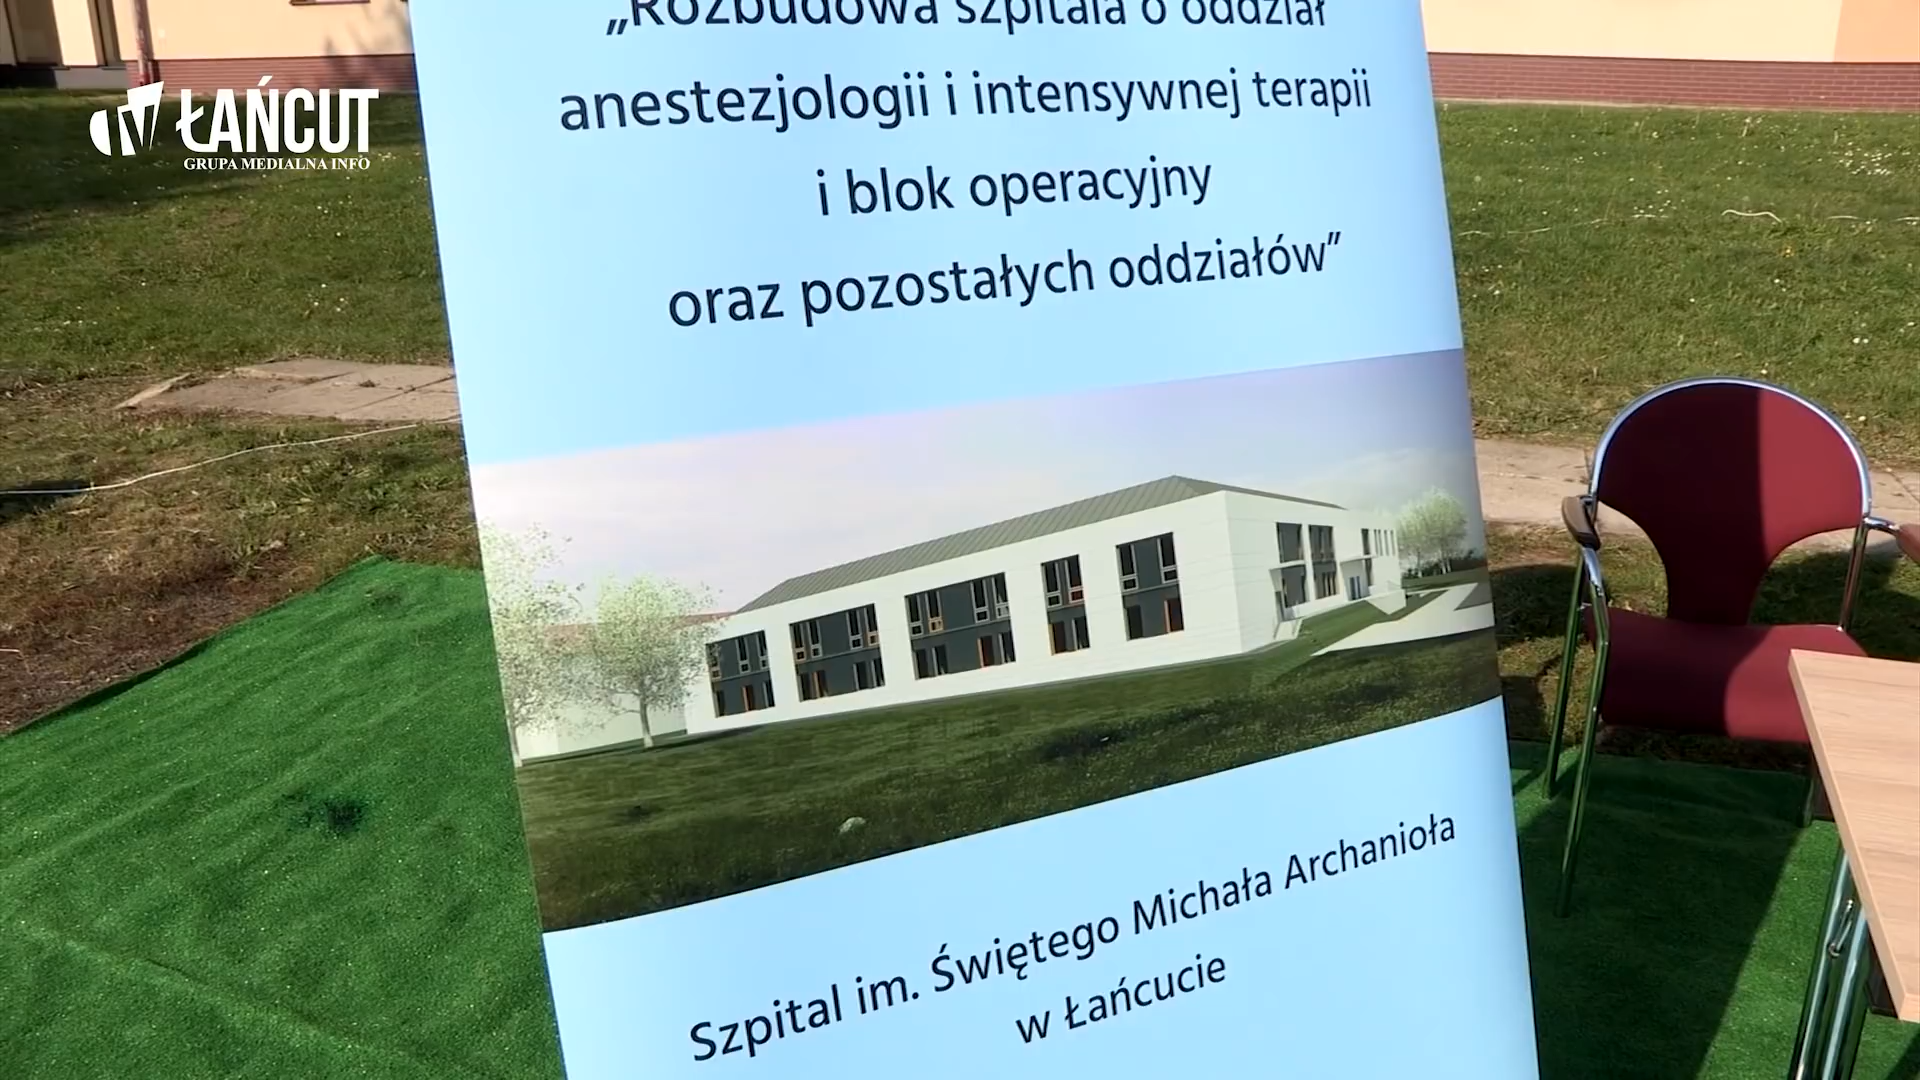 ŁAŃCUT
GRUPA MEDIALNA INFO
„Rozbudowa szpitala o oddział
anestezjologii i intensywnej terapii
i blok operacyjny
oraz pozostałych oddziałów”
Szpital im. Świętego Michała Archanioła
w Łańcucie